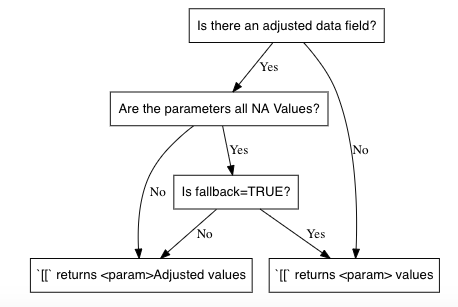 Is there an adjusted data field?
Yes
Are the parameters all NA Values?
No
Yes
No
Is fallback=TRUE?
No
Yes
`[[` returns <param>Adjusted values
`[[` returns <param> values